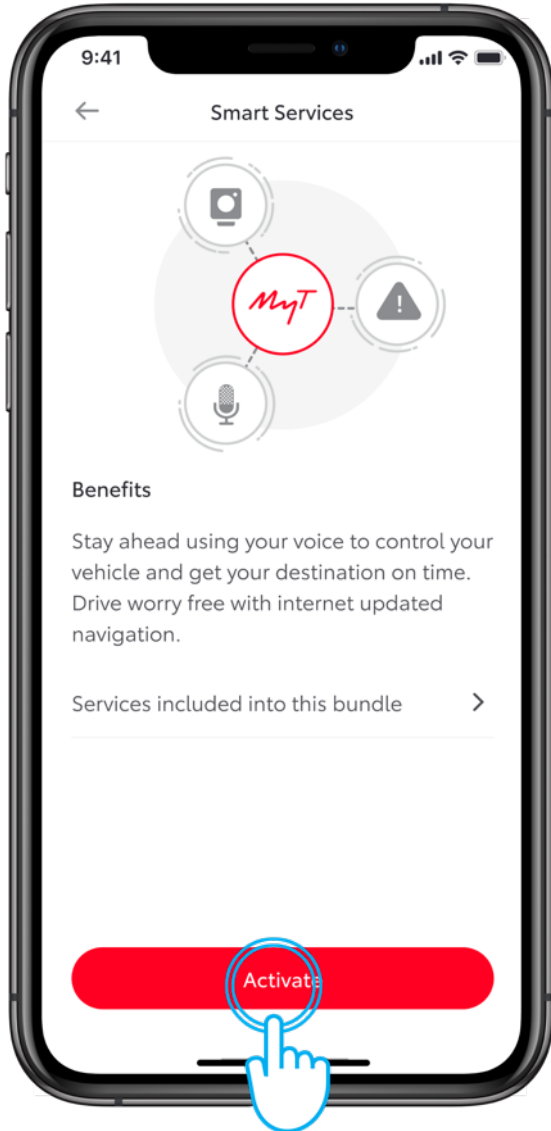 9:41
Smart Services
MyT
Benefits
Stay ahead using your voice to control your
vehicle and get your destination on time.
Drive worry free with internet updated
navigation.
Services included into this bundle
Activate